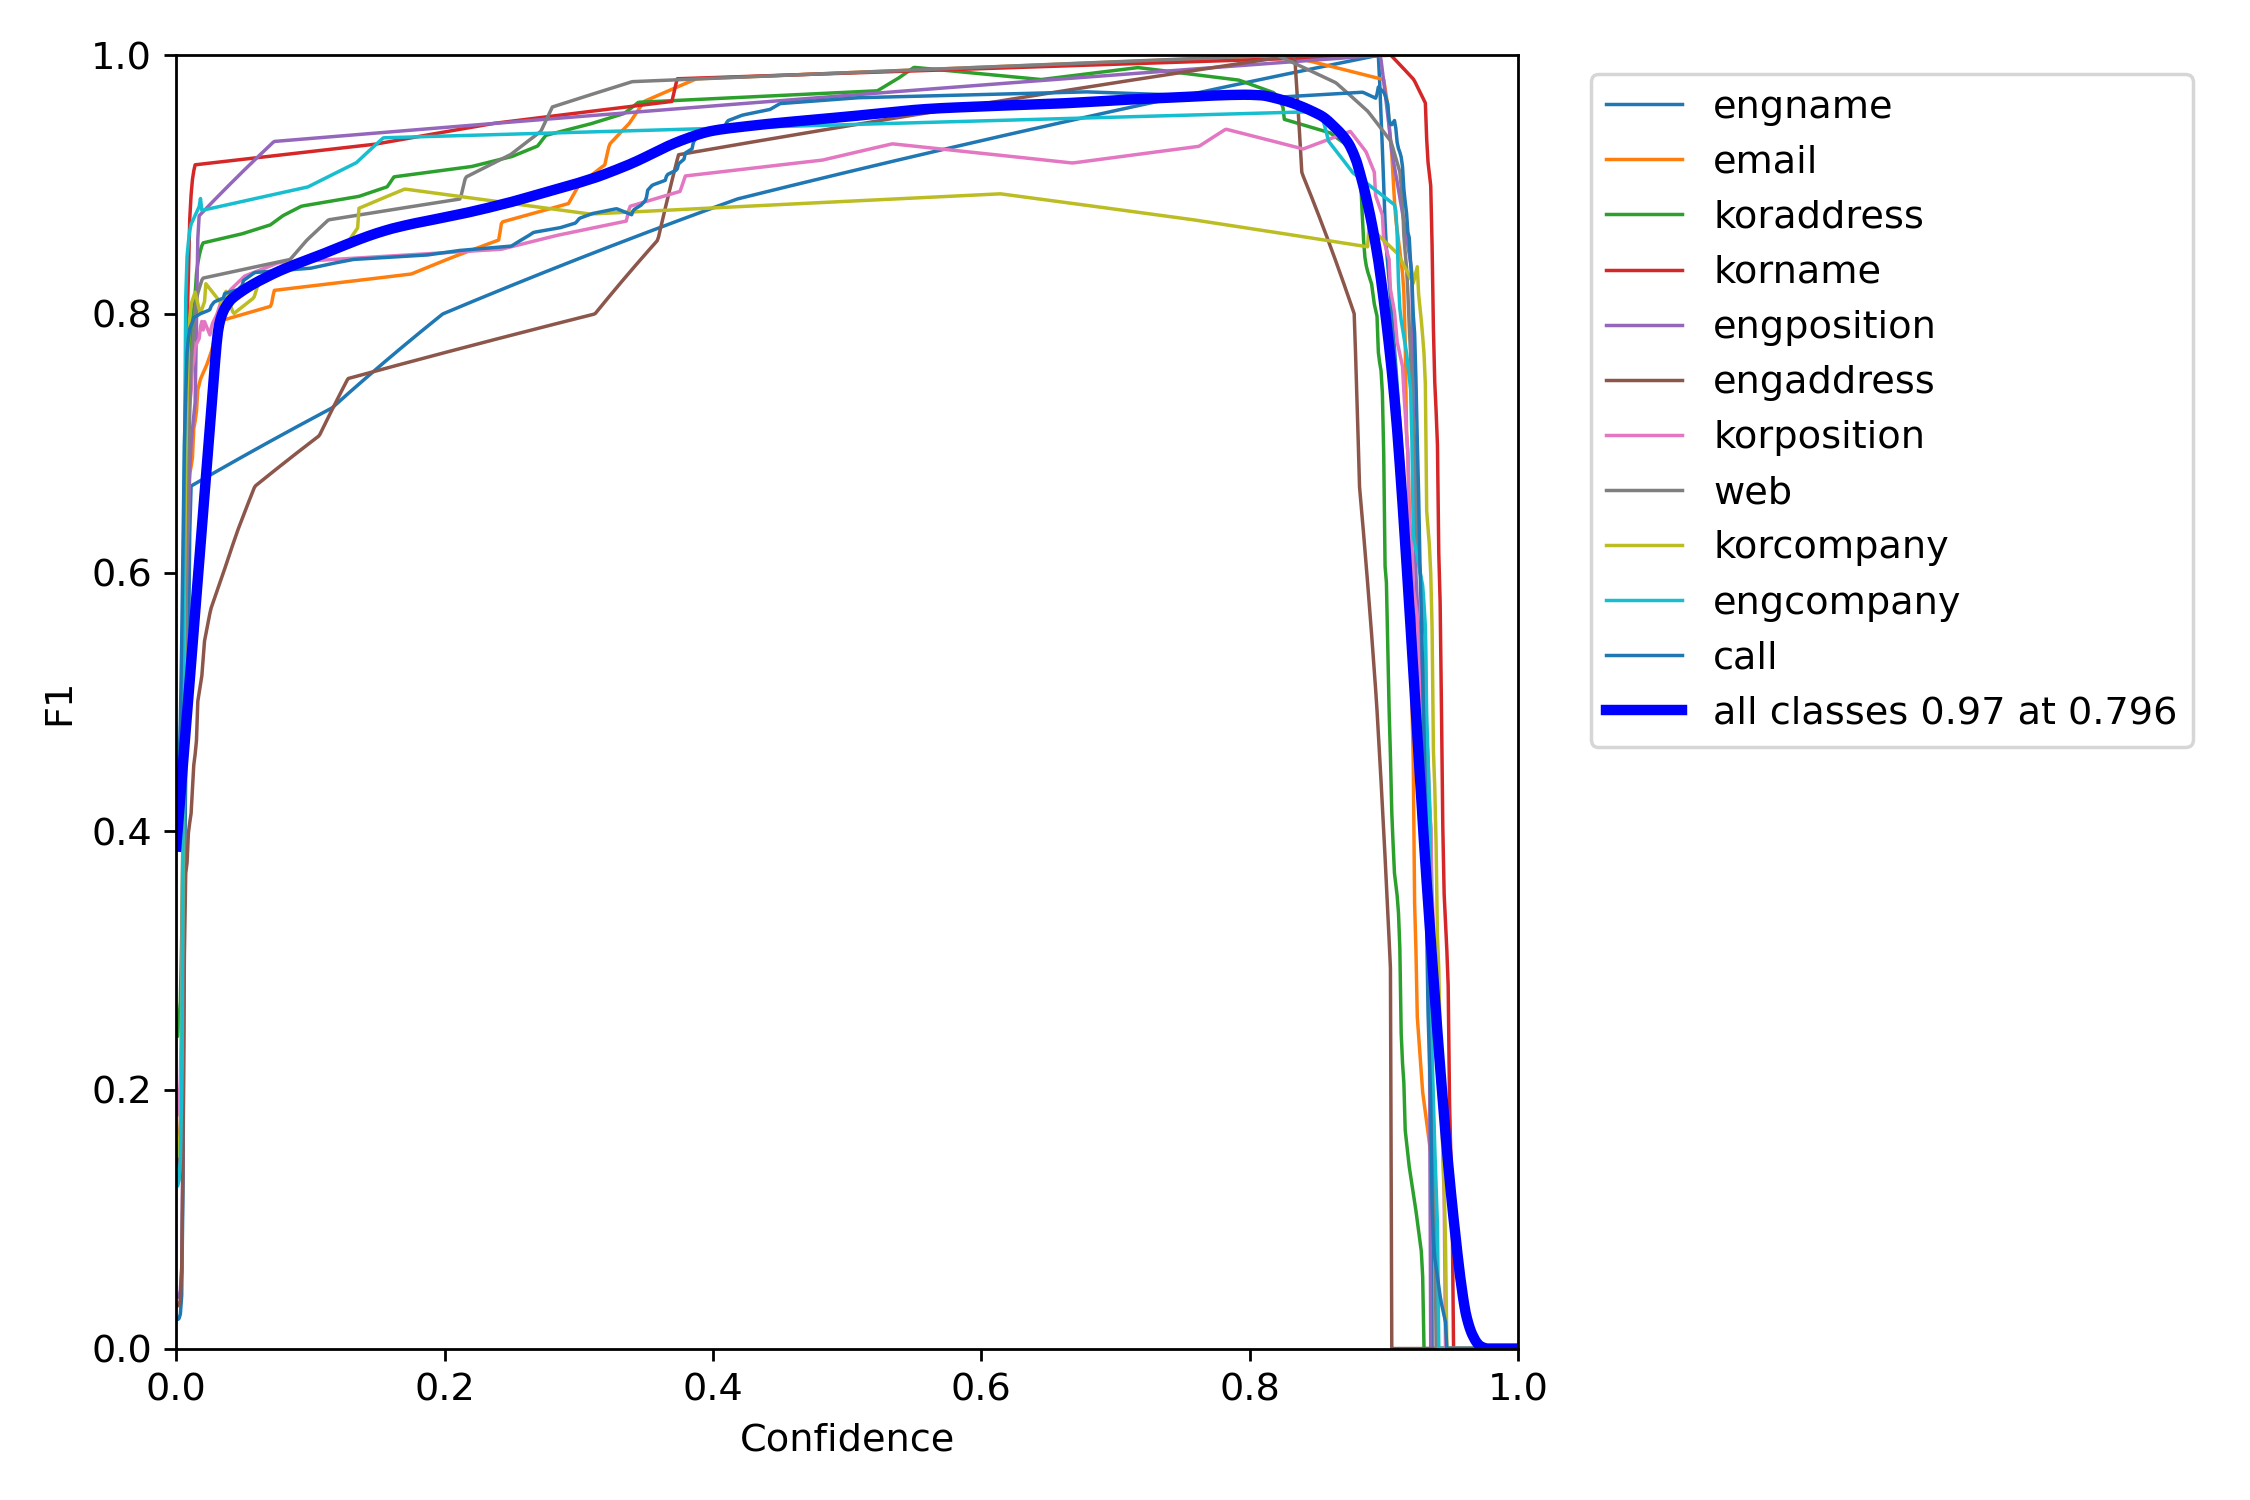 F1
1.0
0.8
0.6
0.4
0.2
0.0
0.0 0.2 0.4 0.6 0.8 1.0
Confidence
engname
email
koraddress
korname
engposition
engaddress
korposition
web
korcompany
engcompany
call
all classes 0.97 at 0.796